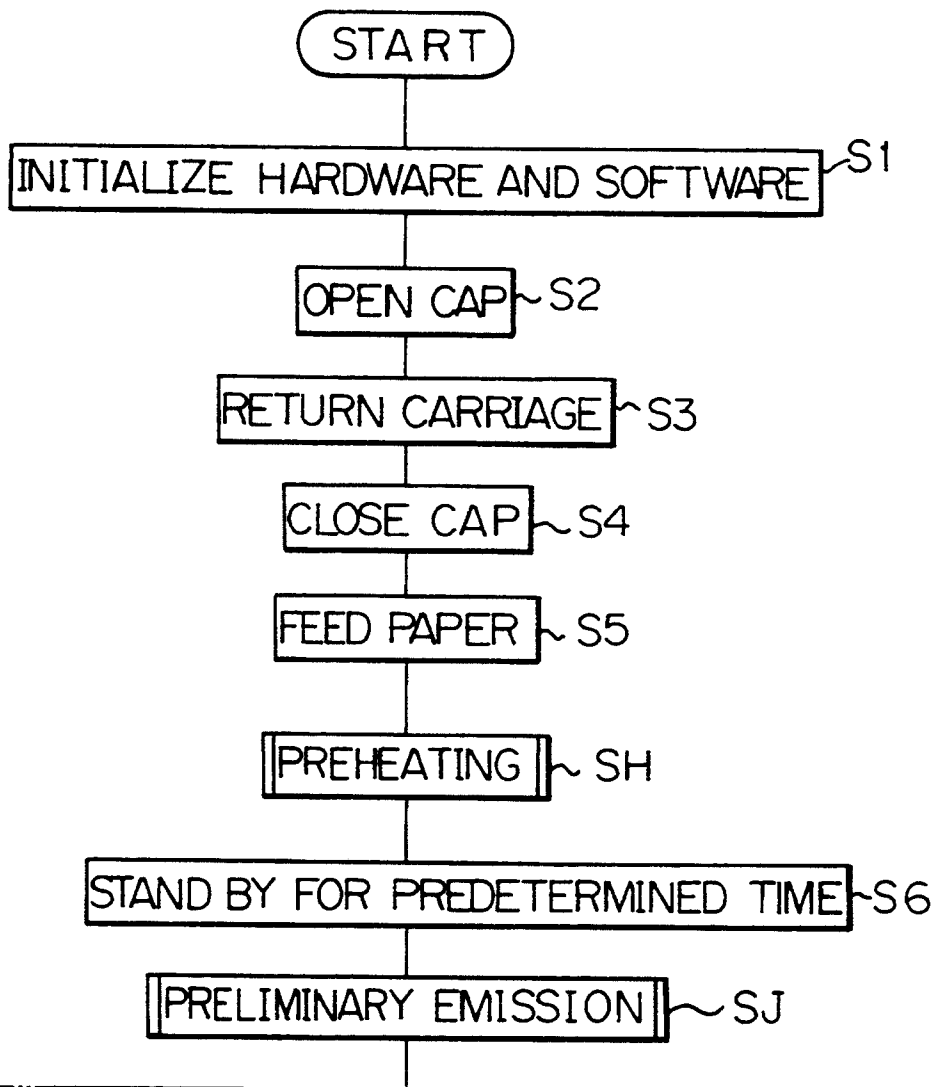 START
INITIALIZE HARDWARE AND SOFTWARE S1
OPEN CAP S2
RETURN CARRIAGE S3
CLOSE CAP S4
FEED PAPER S5
PREHEATING SH
STAND BY FOR PREDETERMINED TIME S6
PRELIMINARY EMISSION SJ